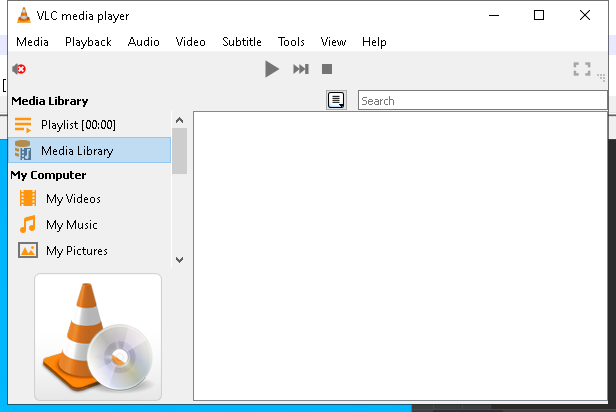 VLC media player
Media Playback Audio Video Subtitle Tools View Help
Media Library
Search
Playlist [00:00]
Media Library
My Computer
My Videos
My Music
My Pictures